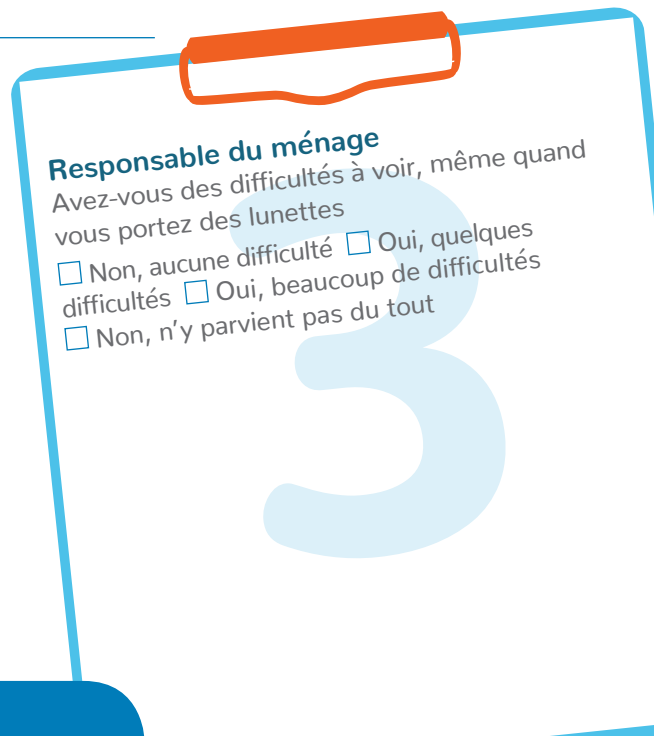 Responsable du ménage
Avez-vous des difficultés à voir, même quand
vous portez des lunettes
☐ Non, aucune difficulté ☐ Oui, quelques
difficultés ☐ Oui, beaucoup de difficultés
☐ Non, n’y parvient pas du tout
3